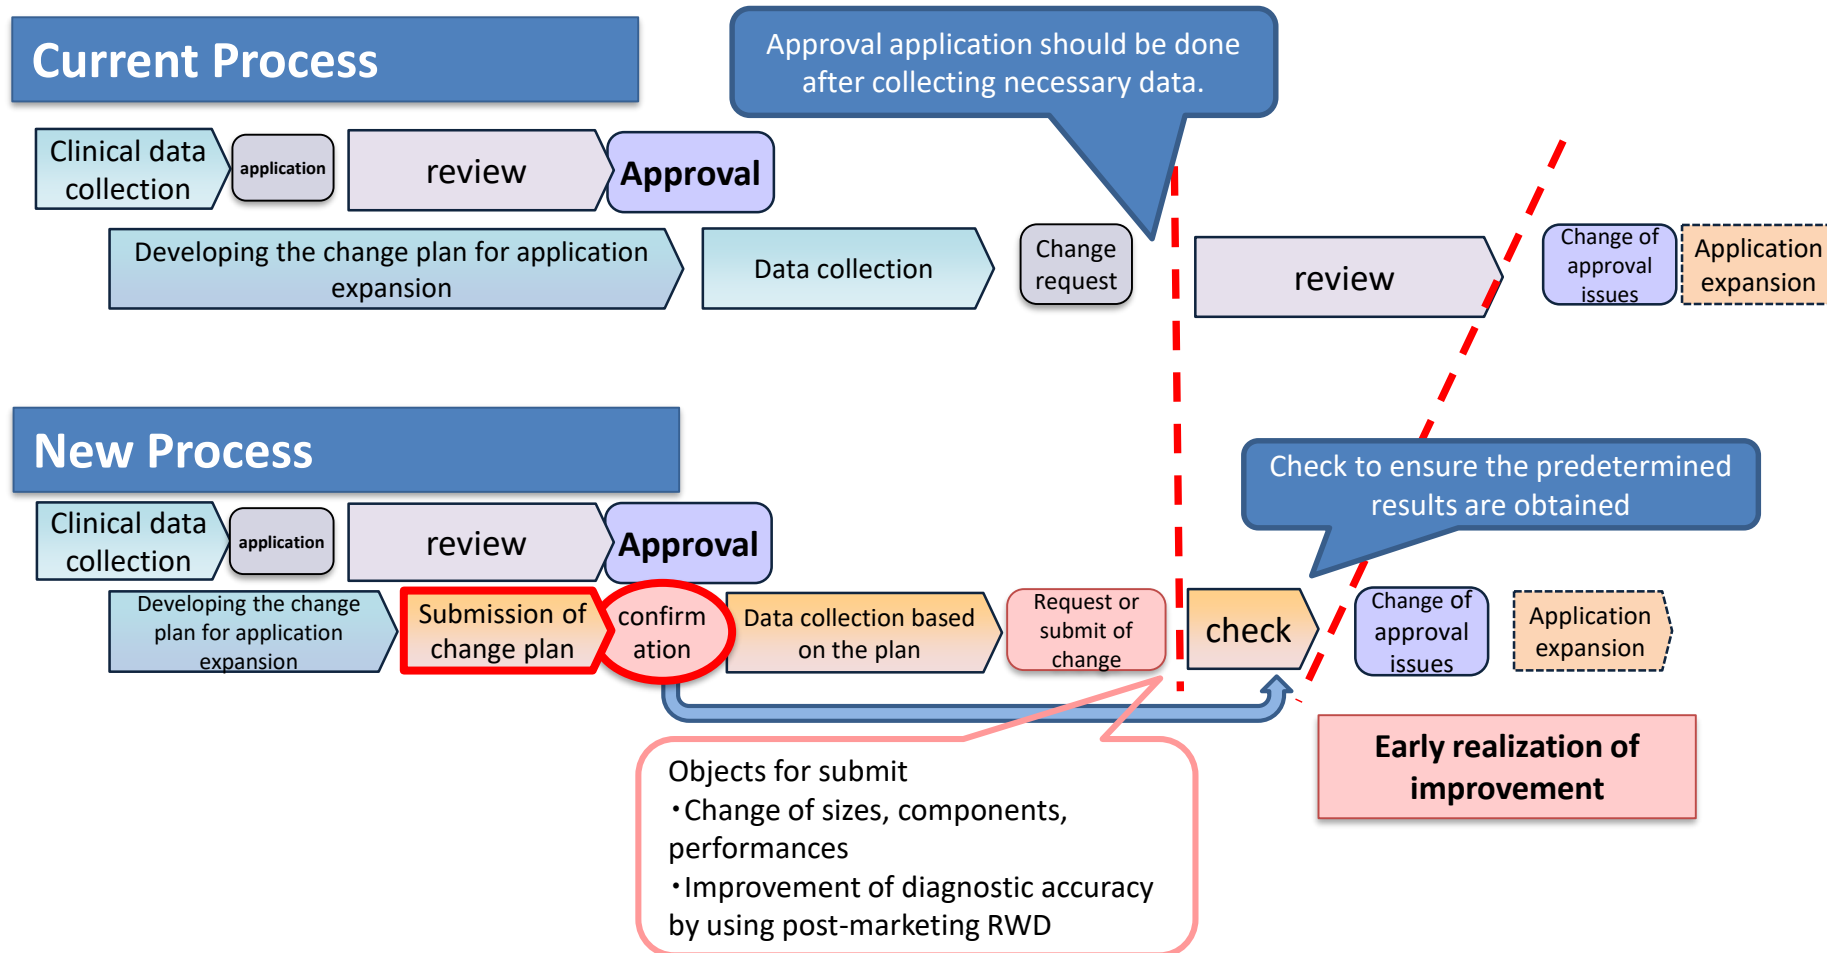 Current Process
Approval application should be done
after collecting necessary data.
Clinical data
collection
application
review
Approval
Developing the change plan for application
expansion
Data collection
Change
request
review
Change of
approval
issues
Application
expansion
New Process
Check to ensure the predetermined
results are obtained
Clinical data
collection
application
review
Approval
Developing the change
plan for application
expansion
Submission of
change plan
confirm
ation
Data collection based
on the plan
Request or
submit of
change
check
Change of
approval
issues
Application
expansion
Objects for submit
・Change of sizes, components,
performances
・Improvement of diagnostic accuracy
by using post-marketing RWD
Early realization of
improvement